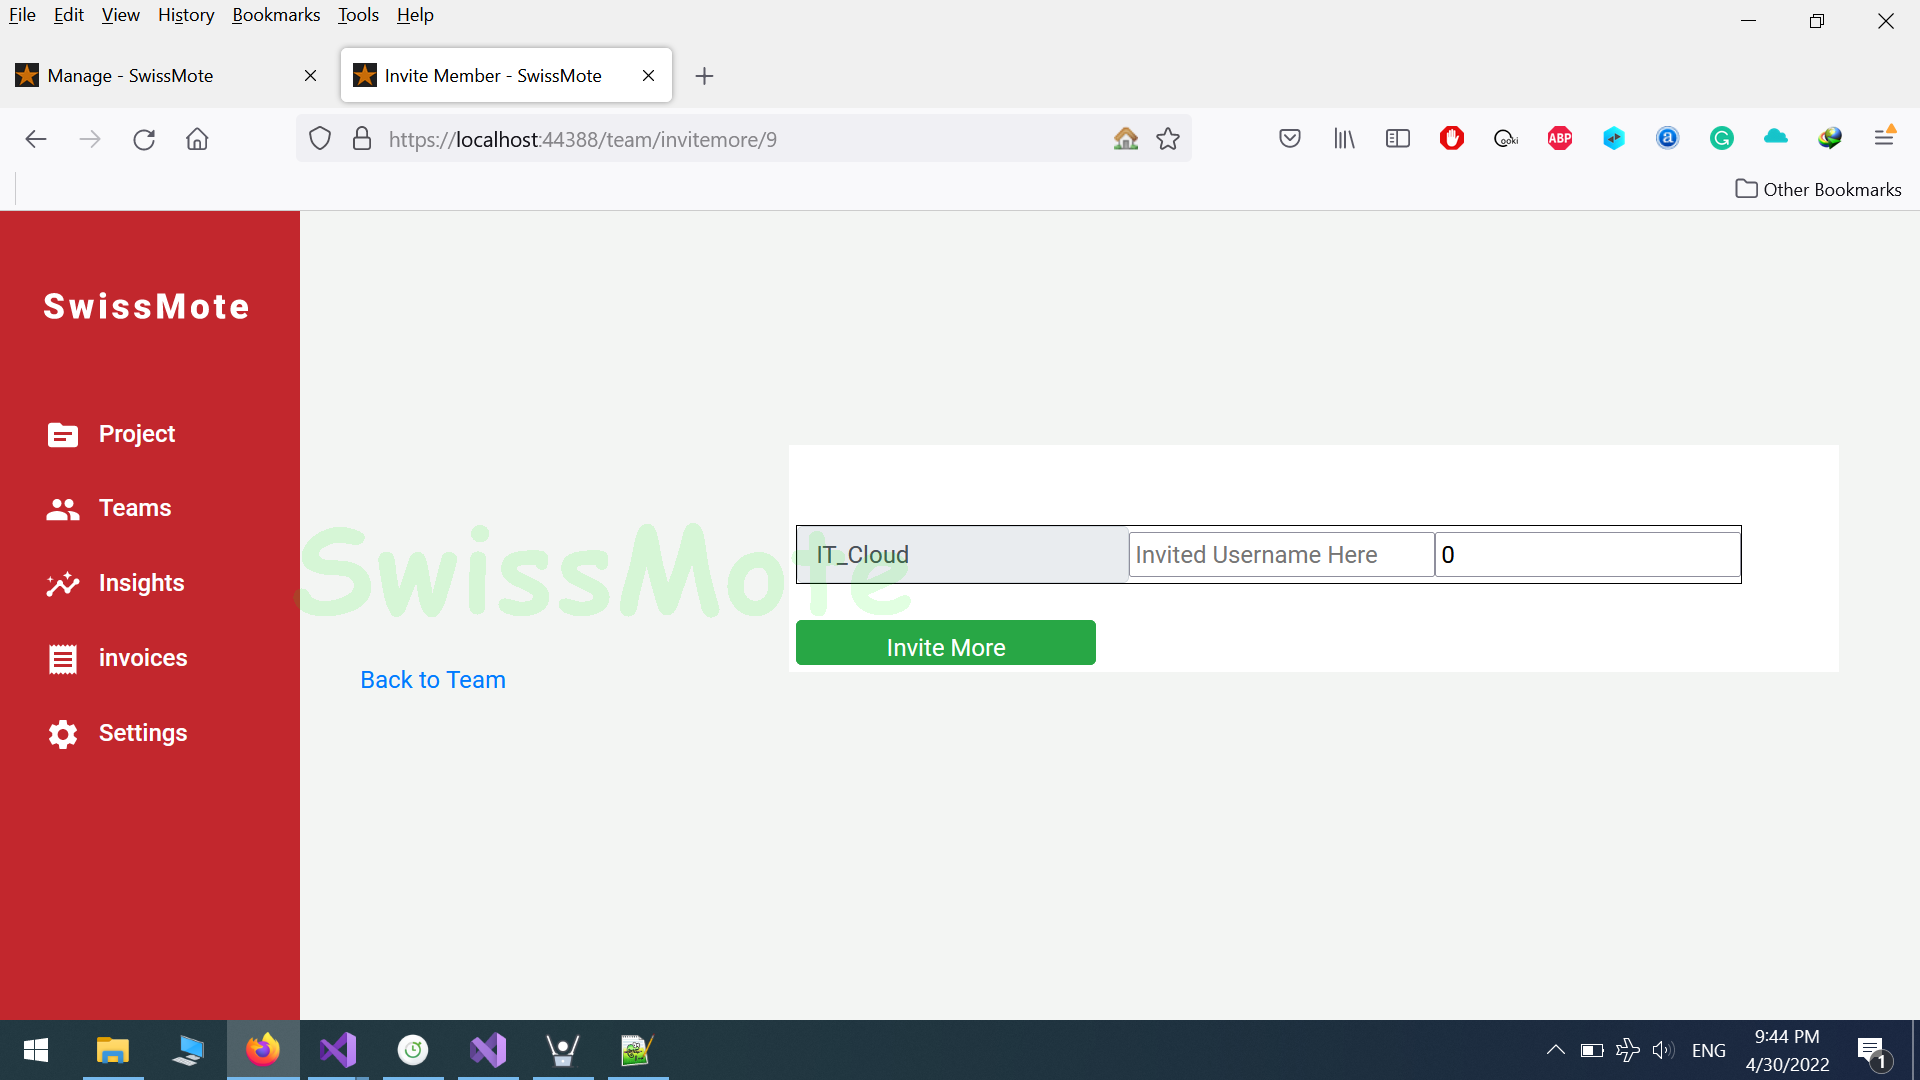 File Edit View History Bookmarks Tools Help
Manage - SwissMote
Invite Member - SwissMote
https://localhost:44388/team/invitemore/9
ooki
ABP
a
G
Other Bookmarks
SwissMote
Project
Teams
Insights
invoices
Settings
SwissMote
IT_Cloud
Invited Username Here
0
Invite More
Back to Team
ENG
9:44 PM
4/30/2022
1